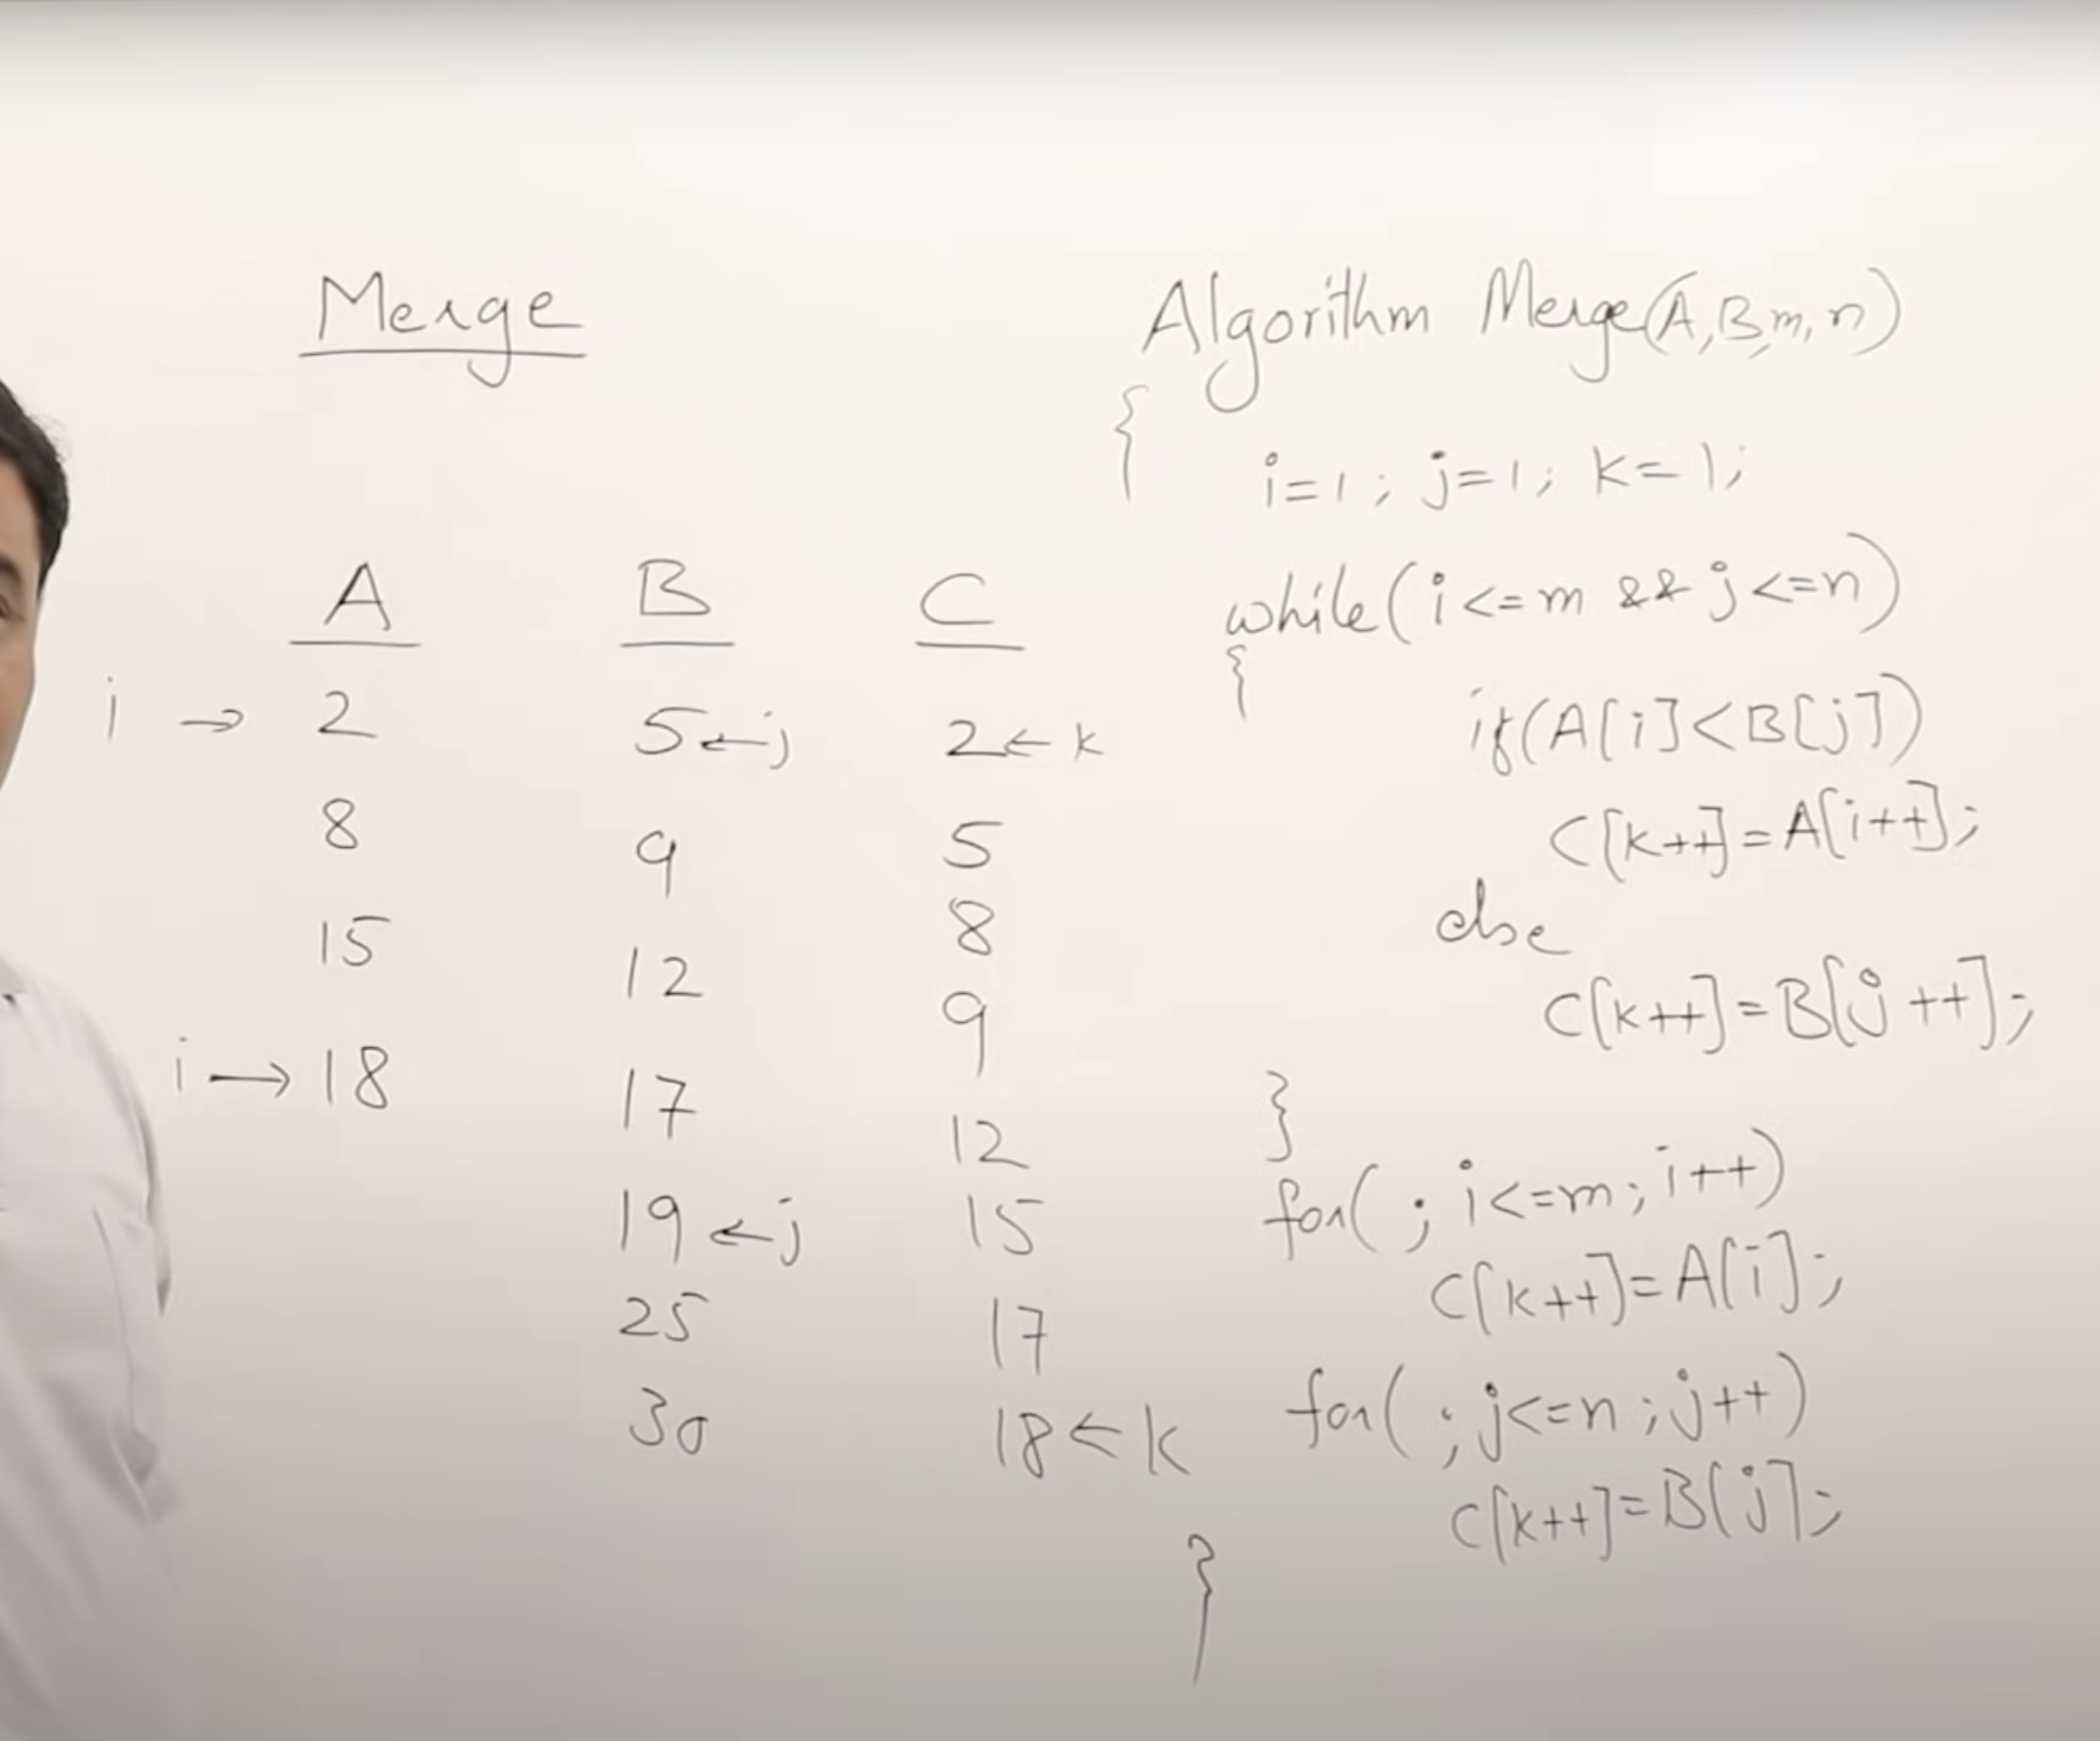 Merge
A B C
i → 2 5 ← j 2 ← k
8 9 5
15 12 8
i → 18 17 9
19 ← j 12
25 15
30 17
18 ← k
Algorithm Merge(A,B,m,n)
{
i=1; j=1; k=1;
while(i<=m && j<=n)
{
if(A[i]<B[j])
C[k++]=A[i++];
else
C[k++]=B[j++];
}
for( ; i<=m; i++)
C[k++]=A[i];
for( ; j<=n; j++)
C[k++]=B[j];
}